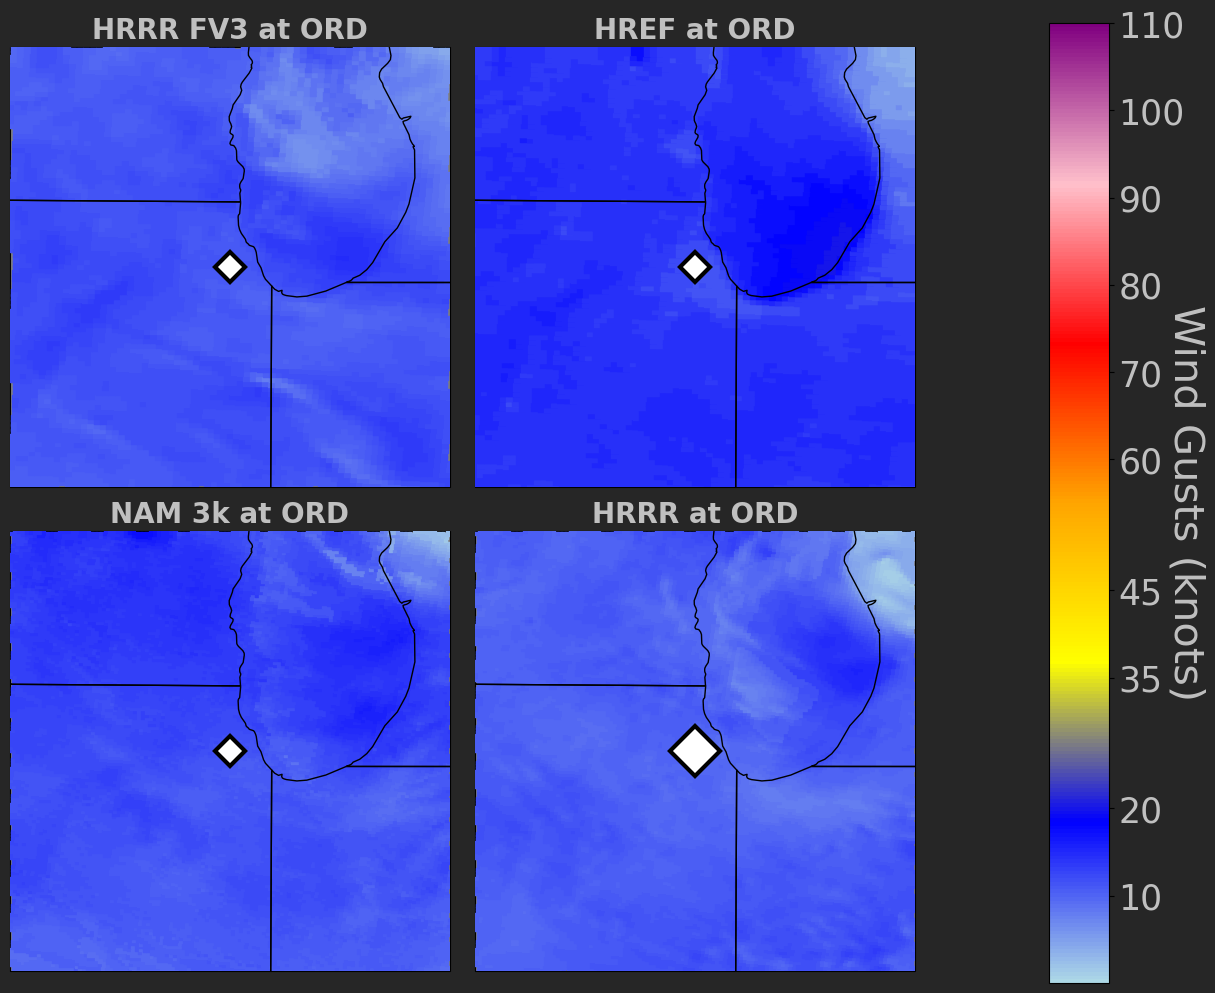 HRRR FV3 at ORD
HREF at ORD
NAM 3k at ORD
HRRR at ORD
110
100
90
80
70
60
45
35
20
10
Wind Gusts (knots)